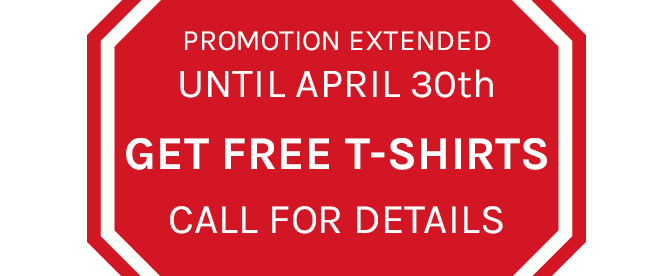 PROMOTION EXTENDED
UNTIL APRIL 30th
GET FREE T-SHIRTS
CALL FOR DETAILS